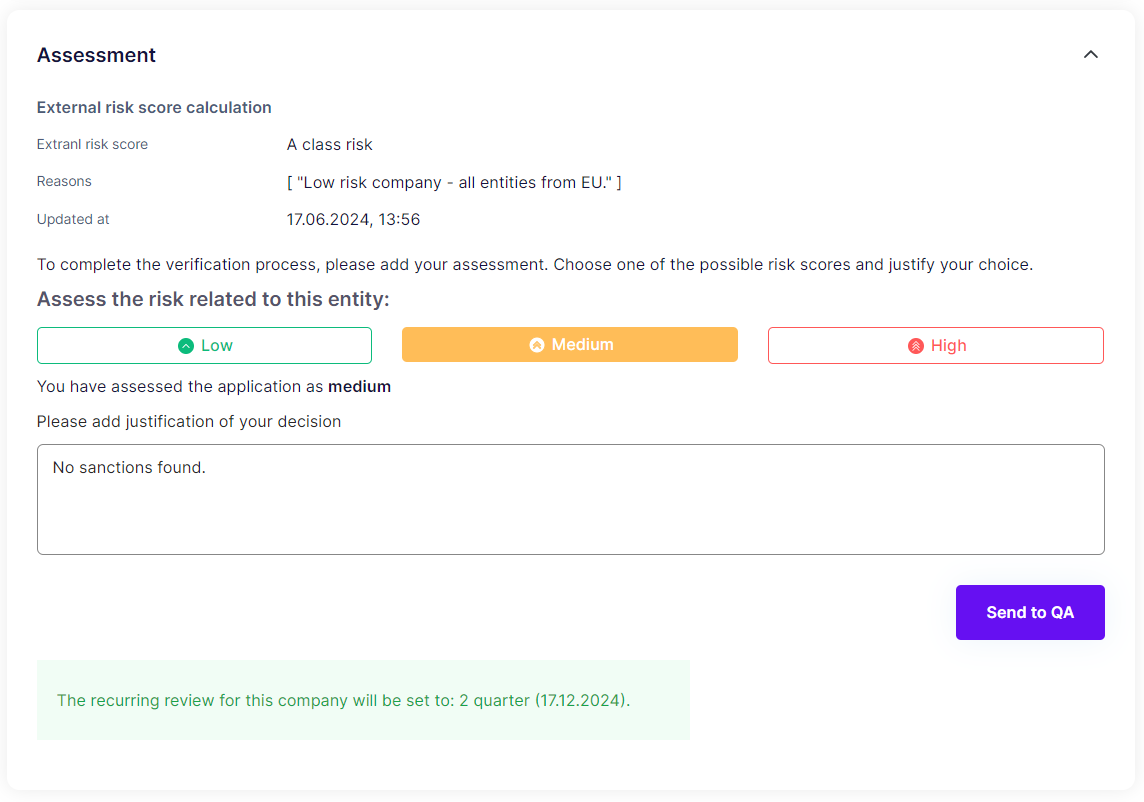 Assessment
External risk score calculation
Extranl risk score A class risk
Reasons [ "Low risk company - all entities from EU." ]
Updated at 17.06.2024, 13:56
To complete the verification process, please add your assessment. Choose one of the possible risk scores and justify your choice.
Assess the risk related to this entity:
Low Medium High
You have assessed the application as medium
Please add justification of your decision
No sanctions found.
Send to QA
The recurring review for this company will be set to: 2 quarter (17.12.2024).